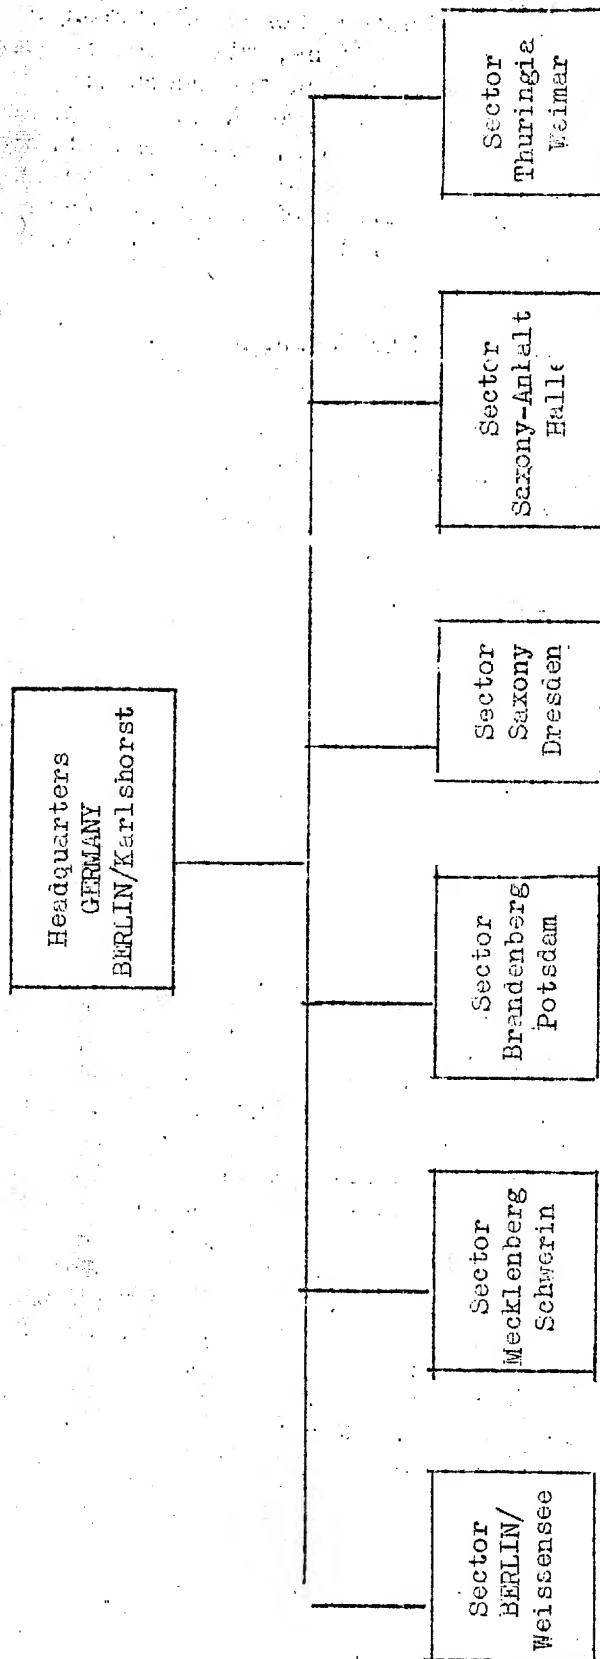 Headquarters
GERMANY
BERLIN/Karlshorst
Sector
BERLIN/
Weissensee
Sector
Mecklenberg
Schwerin
Sector
Brandenberg
Potsdam
Sector
Saxony
Dresden
Sector
Saxony-Anhalt
Halle
Sector
Thuringia
Weimar